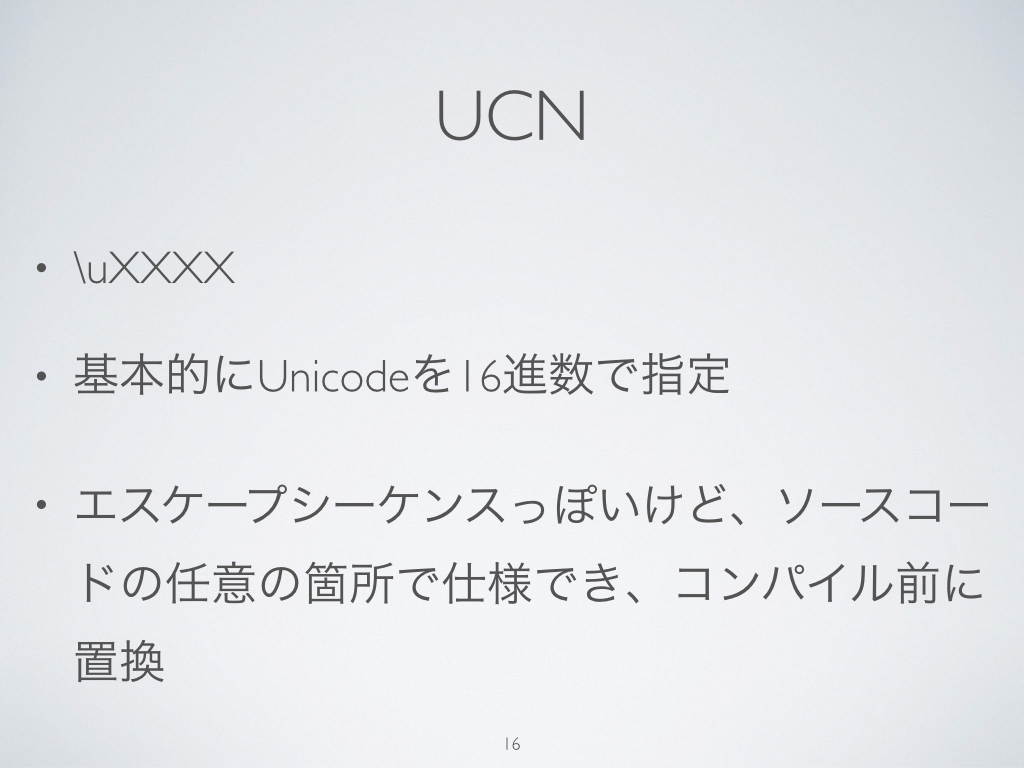 UCN
• \uXXXX
• 基本的にUnicodeを16進数で指定
• エスケープシーケンスっぽいけど、ソースコー
ドの任意の箇所で仕様でき、コンパイル前に
置換
16